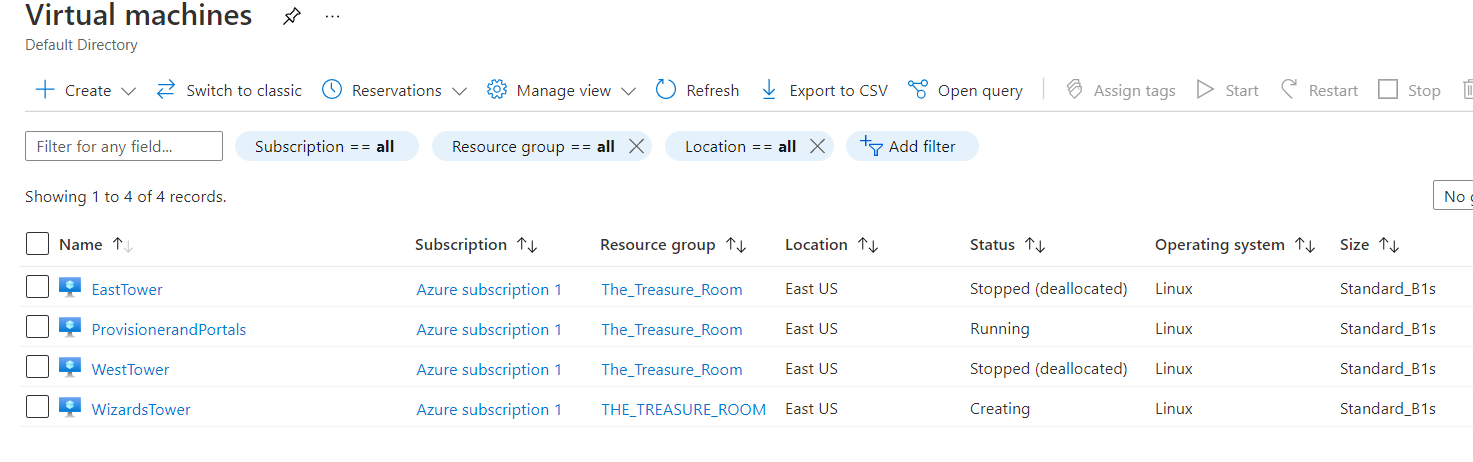 Virtual machines ...
Default Directory
Create Switch to classic Reservations Manage view Refresh Export to CSV Open query Assign tags Start Restart Stop
Filter for any field... Subscription == all Resource group == all Location == all Add filter
Showing 1 to 4 of 4 records. No
Name Subscription Resource group Location Status Operating system Size
EastTower Azure subscription 1 The_Treasure_Room East US Stopped (deallocated) Linux Standard_B1s
ProvisionerandPortals Azure subscription 1 The_Treasure_Room East US Running Linux Standard_B1s
WestTower Azure subscription 1 The_Treasure_Room East US Stopped (deallocated) Linux Standard_B1s
WizardsTower Azure subscription 1 THE_TREASURE_ROOM East US Creating Linux Standard_B1s